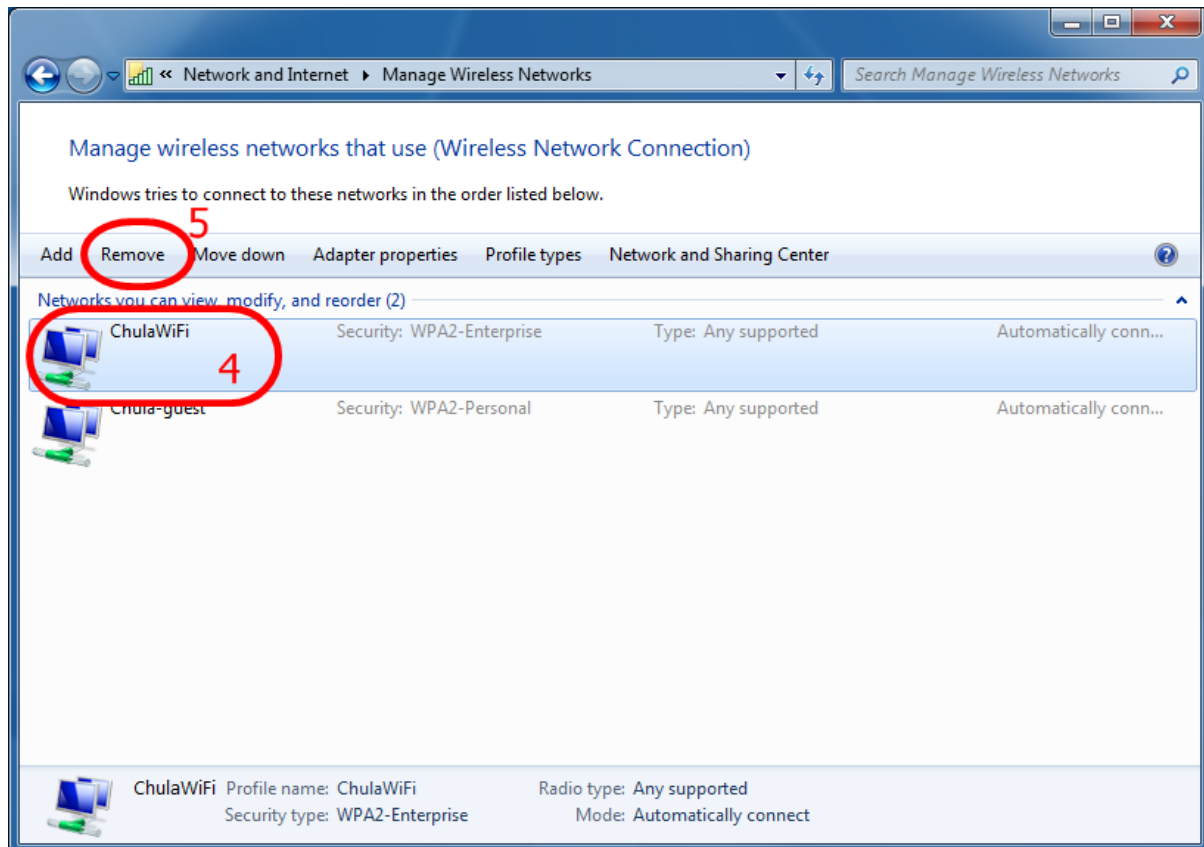 « Network and Internet ▸ Manage Wireless Networks Search Manage Wireless Networks
Manage wireless networks that use (Wireless Network Connection)
Windows tries to connect to these networks in the order listed below.
5
Add Remove Move down Adapter properties Profile types Network and Sharing Center
Networks you can view, modify, and reorder (2)
ChulaWiFi Security: WPA2-Enterprise Type: Any supported Automatically conn...
4
Chula-guest Security: WPA2-Personal Type: Any supported Automatically conn...
ChulaWiFi Profile name: ChulaWiFi Radio type: Any supported
Security type: WPA2-Enterprise Mode: Automatically connect